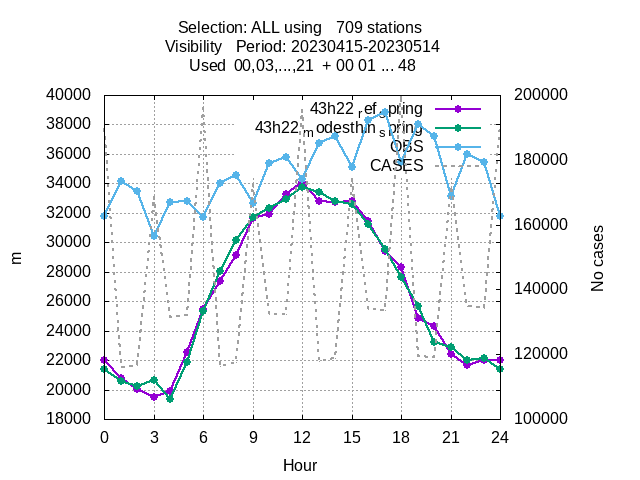 Selection: ALL using 709 stations
Visibility Period: 20230415-20230514
Used 00,03,...,21 + 00 01 ... 48
40000 200000
43h22_ref_spring
38000
43h22_modesthin_spring
36000
OBS
CASES
180000
34000
32000
160000
30000
m
No cases
28000
140000
26000
24000
22000
120000
20000
18000 100000
0 3 6 9 12 15 18 21 24
Hour